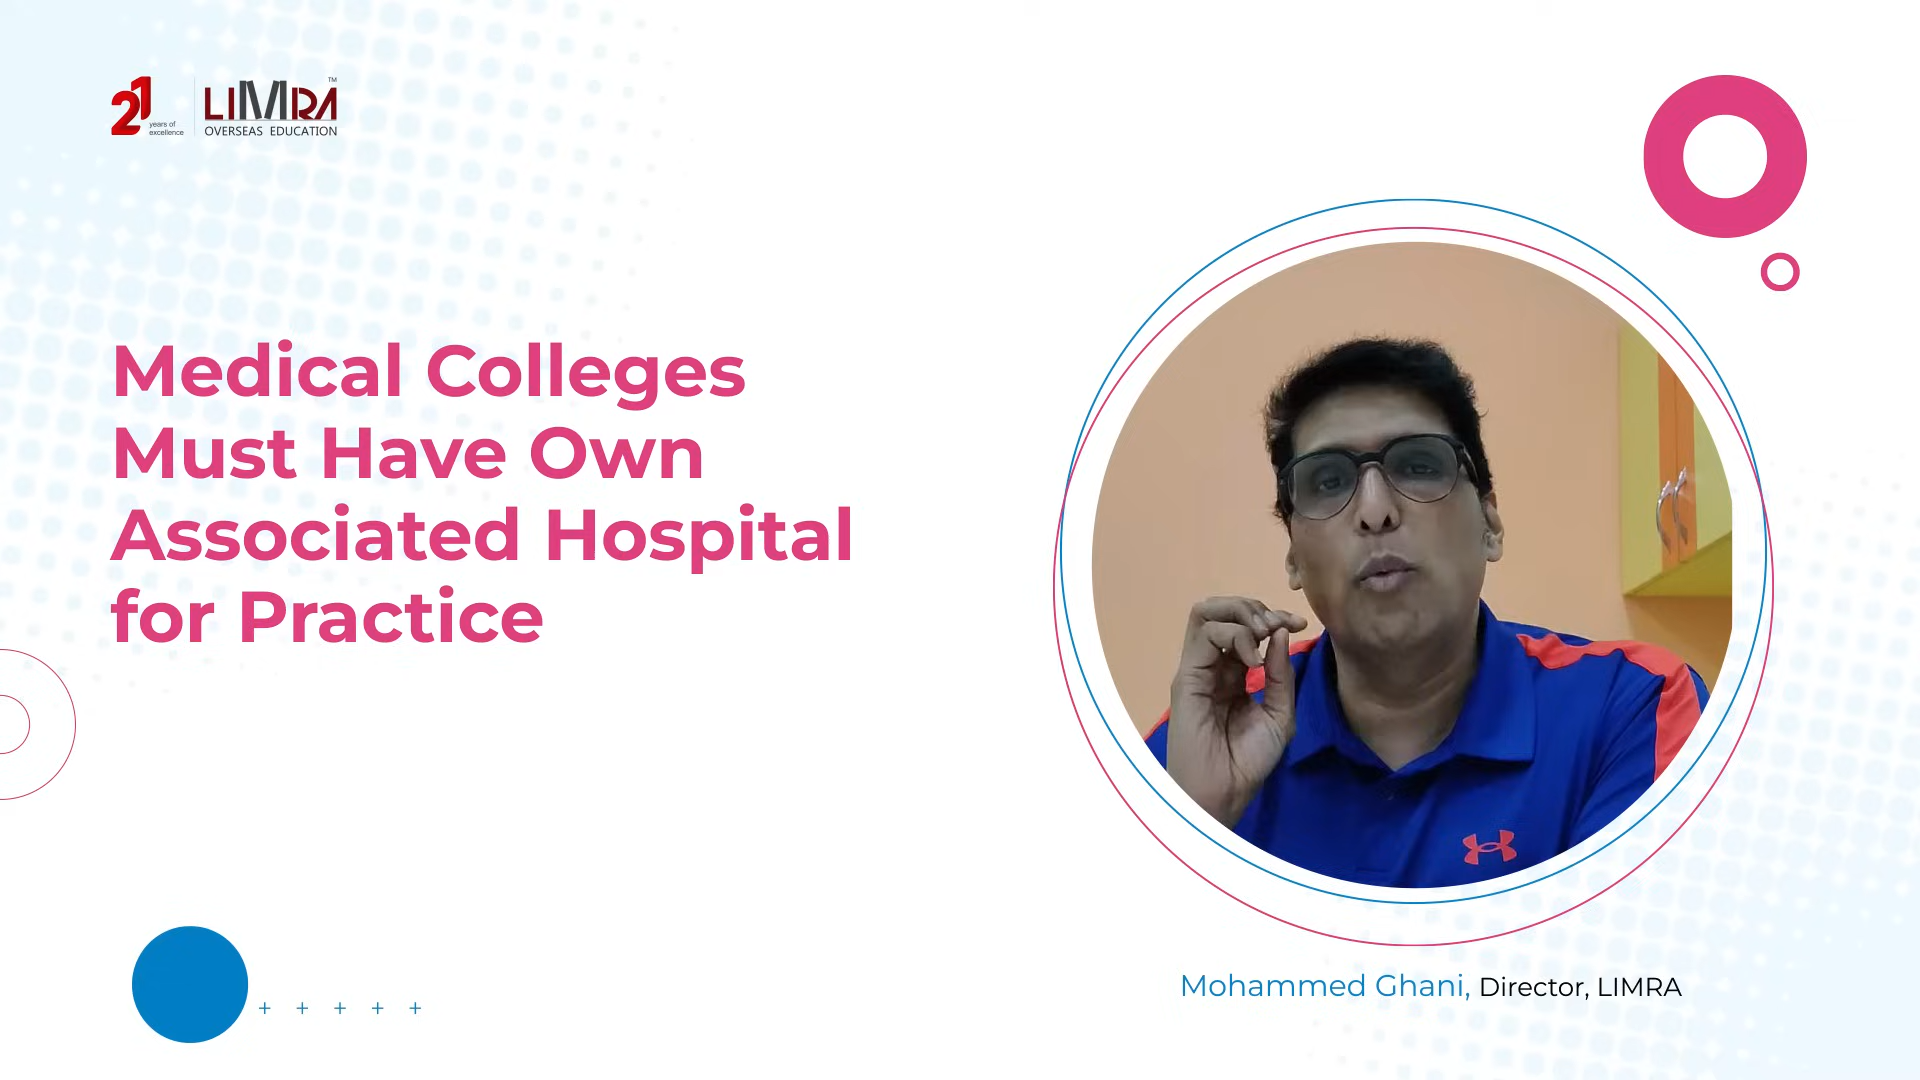 21 years of
excellence
LIMRA™
OVERSEAS EDUCATION
Medical Colleges
Must Have Own
Associated Hospital
for Practice
Mohammed Ghani, Director, LIMRA